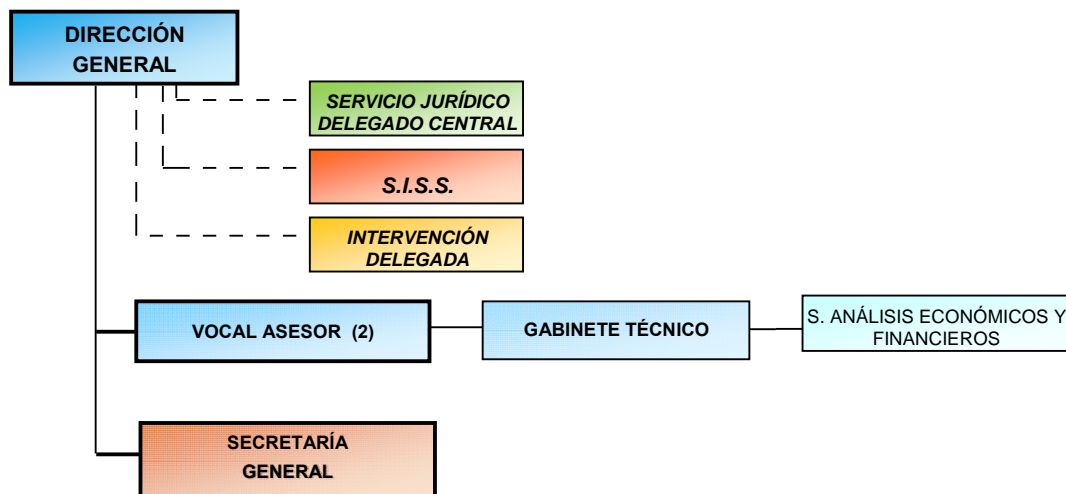 DIRECCIÓN
GENERAL
SERVICIO JURÍDICO
DELEGADO CENTRAL
S.I.S.S.
INTERVENCIÓN
DELEGADA
VOCAL ASESOR (2)
GABINETE TÉCNICO
S. ANÁLISIS ECONÓMICOS Y
FINANCIEROS
SECRETARÍA
GENERAL